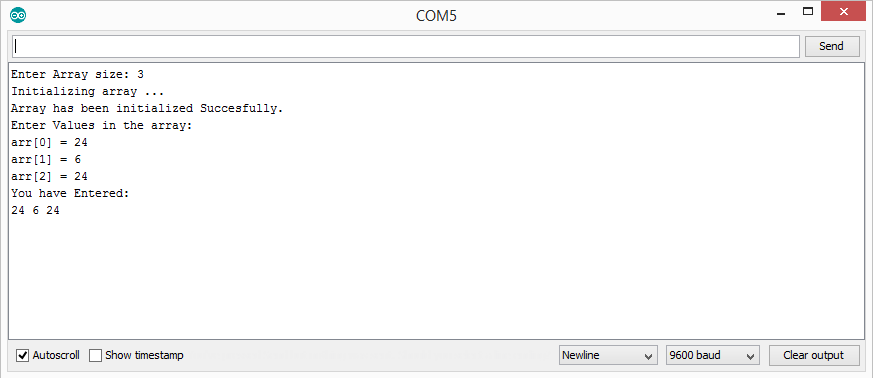 COM5
Send
Enter Array size: 3
Initializing array ...
Array has been initialized Succesfully.
Enter Values in the array:
arr[0] = 24
arr[1] = 6
arr[2] = 24
You have Entered:
24 6 24
Autoscroll Show timestamp Newline 9600 baud Clear output